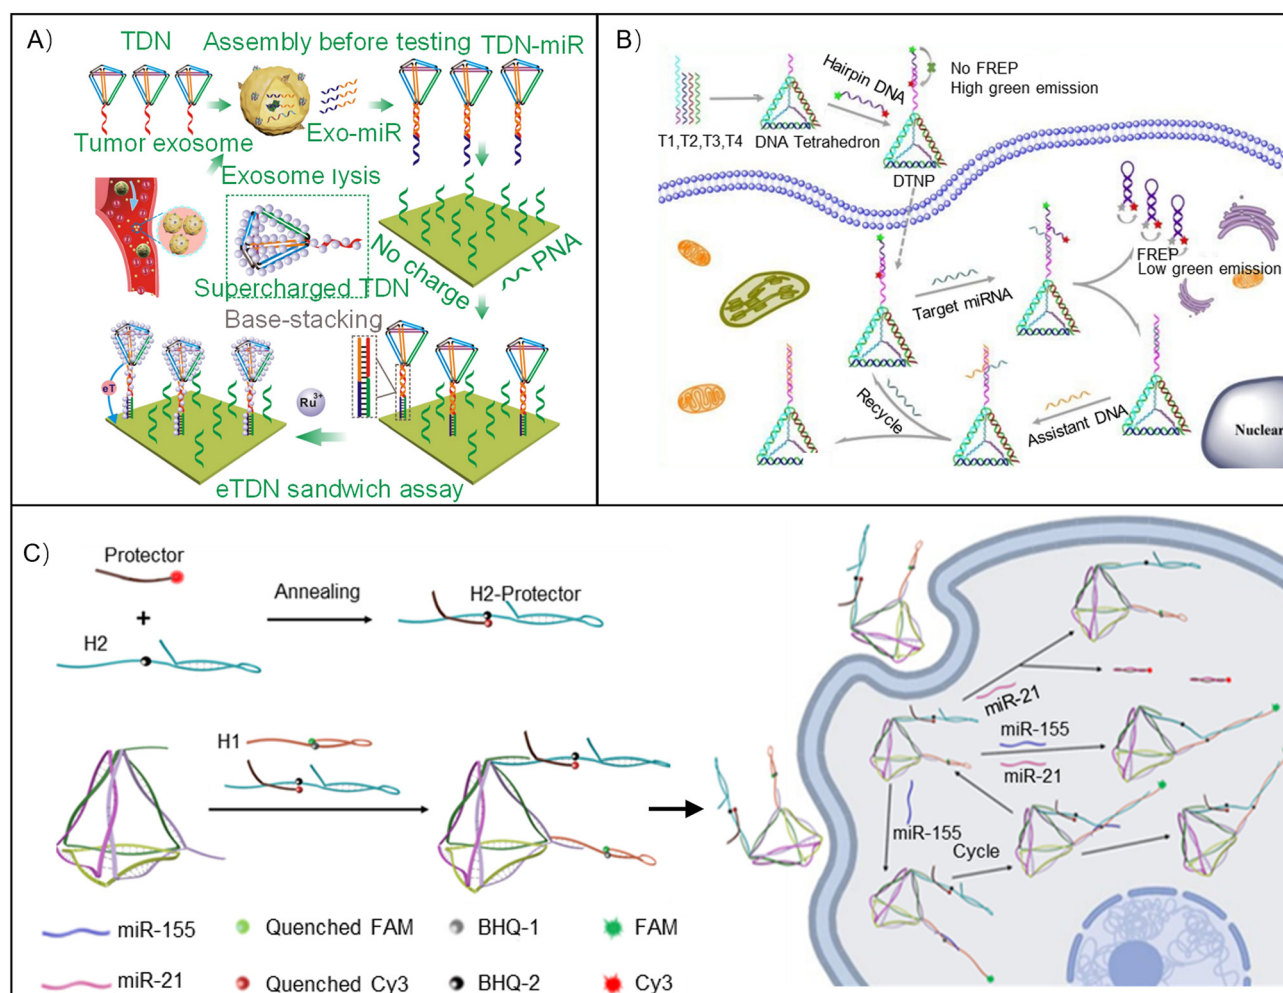 A)
TDN
Assembly before testing
TDN-miR
Tumor exosome
Exo-miR
Exosome lysis
No charge
PNA
Supercharged TDN
Base-stacking
eT
Ru3+
eTDN sandwich assay
B)
Hairpin DNA
No FREP
High green emission
T1,T2,T3,T4
DNA Tetrahedron
DTNP
Target miRNA
FREP
Low green emission
Recycle
Assistant DNA
Nuclear
C)
Protector
+
H2
Annealing
H2-Protector
H1
miR-21
miR-155
miR-21
miR-155
Cycle
miR-155
Quenched FAM
BHQ-1
FAM
miR-21
Quenched Cy3
BHQ-2
Cy3